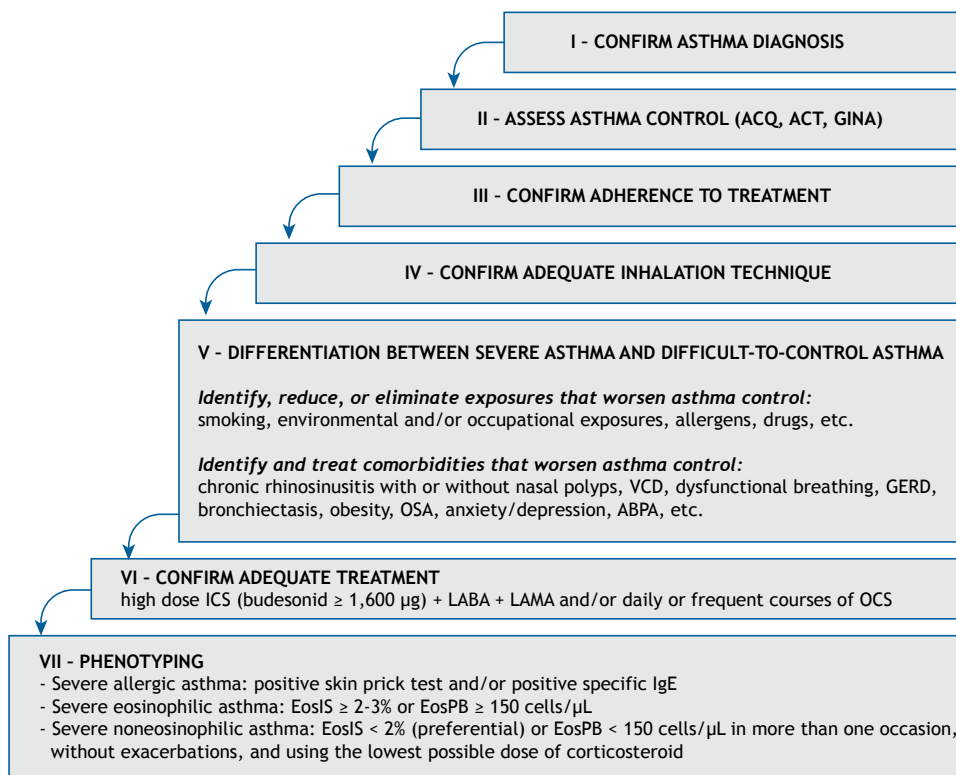 I – CONFIRM ASTHMA DIAGNOSIS
II – ASSESS ASTHMA CONTROL (ACQ, ACT, GINA)
III – CONFIRM ADHERENCE TO TREATMENT
IV – CONFIRM ADEQUATE INHALATION TECHNIQUE
V – DIFFERENTIATION BETWEEN SEVERE ASTHMA AND DIFFICULT-TO-CONTROL ASTHMA
Identify, reduce, or eliminate exposures that worsen asthma control:
smoking, environmental and/or occupational exposures, allergens, drugs, etc.
Identify and treat comorbidities that worsen asthma control:
chronic rhinosinusitis with or without nasal polyps, VCD, dysfunctional breathing, GERD,
bronchiectasis, obesity, OSA, anxiety/depression, ABPA, etc.
VI – CONFIRM ADEQUATE TREATMENT
high dose ICS (budesonid ≥ 1,600 µg) + LABA + LAMA and/or daily or frequent courses of OCS
VII – PHENOTYPING
- Severe allergic asthma: positive skin prick test and/or positive specific IgE
- Severe eosinophilic asthma: EosIS ≥ 2-3% or EosPB ≥ 150 cells/µL
- Severe noneosinophilic asthma: EosIS < 2% (preferential) or EosPB < 150 cells/µL in more than one occasion,
without exacerbations, and using the lowest possible dose of corticosteroid